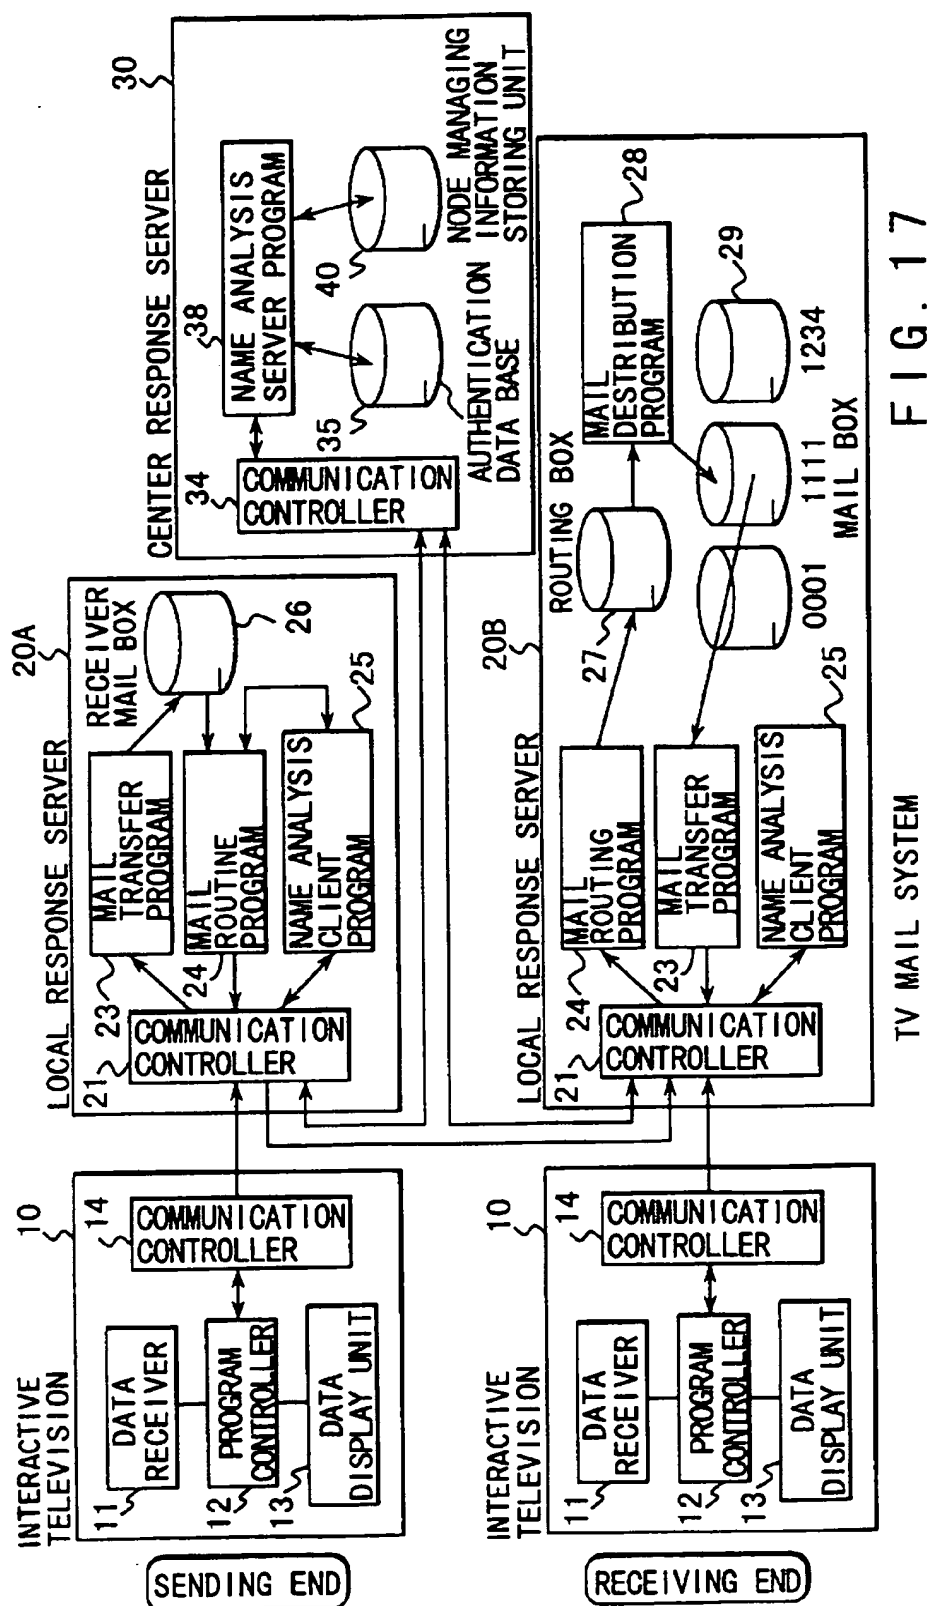 SENDING END
INTERACTIVE
TELEVISION
10
11
DATA
RECEIVER
12
PROGRAM
CONTROLLER
13
DATA
DISPLAY UNIT
14
COMMUNICATION
CONTROLLER
LOCAL RESPONSE SERVER
20A
21
COMMUNICATION
CONTROLLER
23
MAIL
TRANSFER
PROGRAM
24
MAIL
ROUTINE
PROGRAM
NAME ANALYSIS
CLIENT
PROGRAM
25
RECEIVER
MAIL BOX
26
CENTER RESPONSE SERVER
30
34
COMMUNICATION
CONTROLLER
38
NAME ANALYSIS
SERVER PROGRAM
35
AUTHENTICATION
DATA BASE
40
NODE MANAGING
INFORMATION
STORING UNIT
RECEIVING END
INTERACTIVE
TELEVISION
10
11
DATA
RECEIVER
12
PROGRAM
CONTROLLER
13
DATA
DISPLAY UNIT
14
COMMUNICATION
CONTROLLER
LOCAL RESPONSE SERVER
20B
21
COMMUNICATION
CONTROLLER
24
MAIL
ROUTING
PROGRAM
23
MAIL
TRANSFER
PROGRAM
NAME ANALYSIS
CLIENT
PROGRAM
25
ROUTING BOX
27
MAIL
DESTRIBUTION
PROGRAM
28
29
0001
1111
1234
MAIL BOX
TV MAIL SYSTEM
FIG. 17